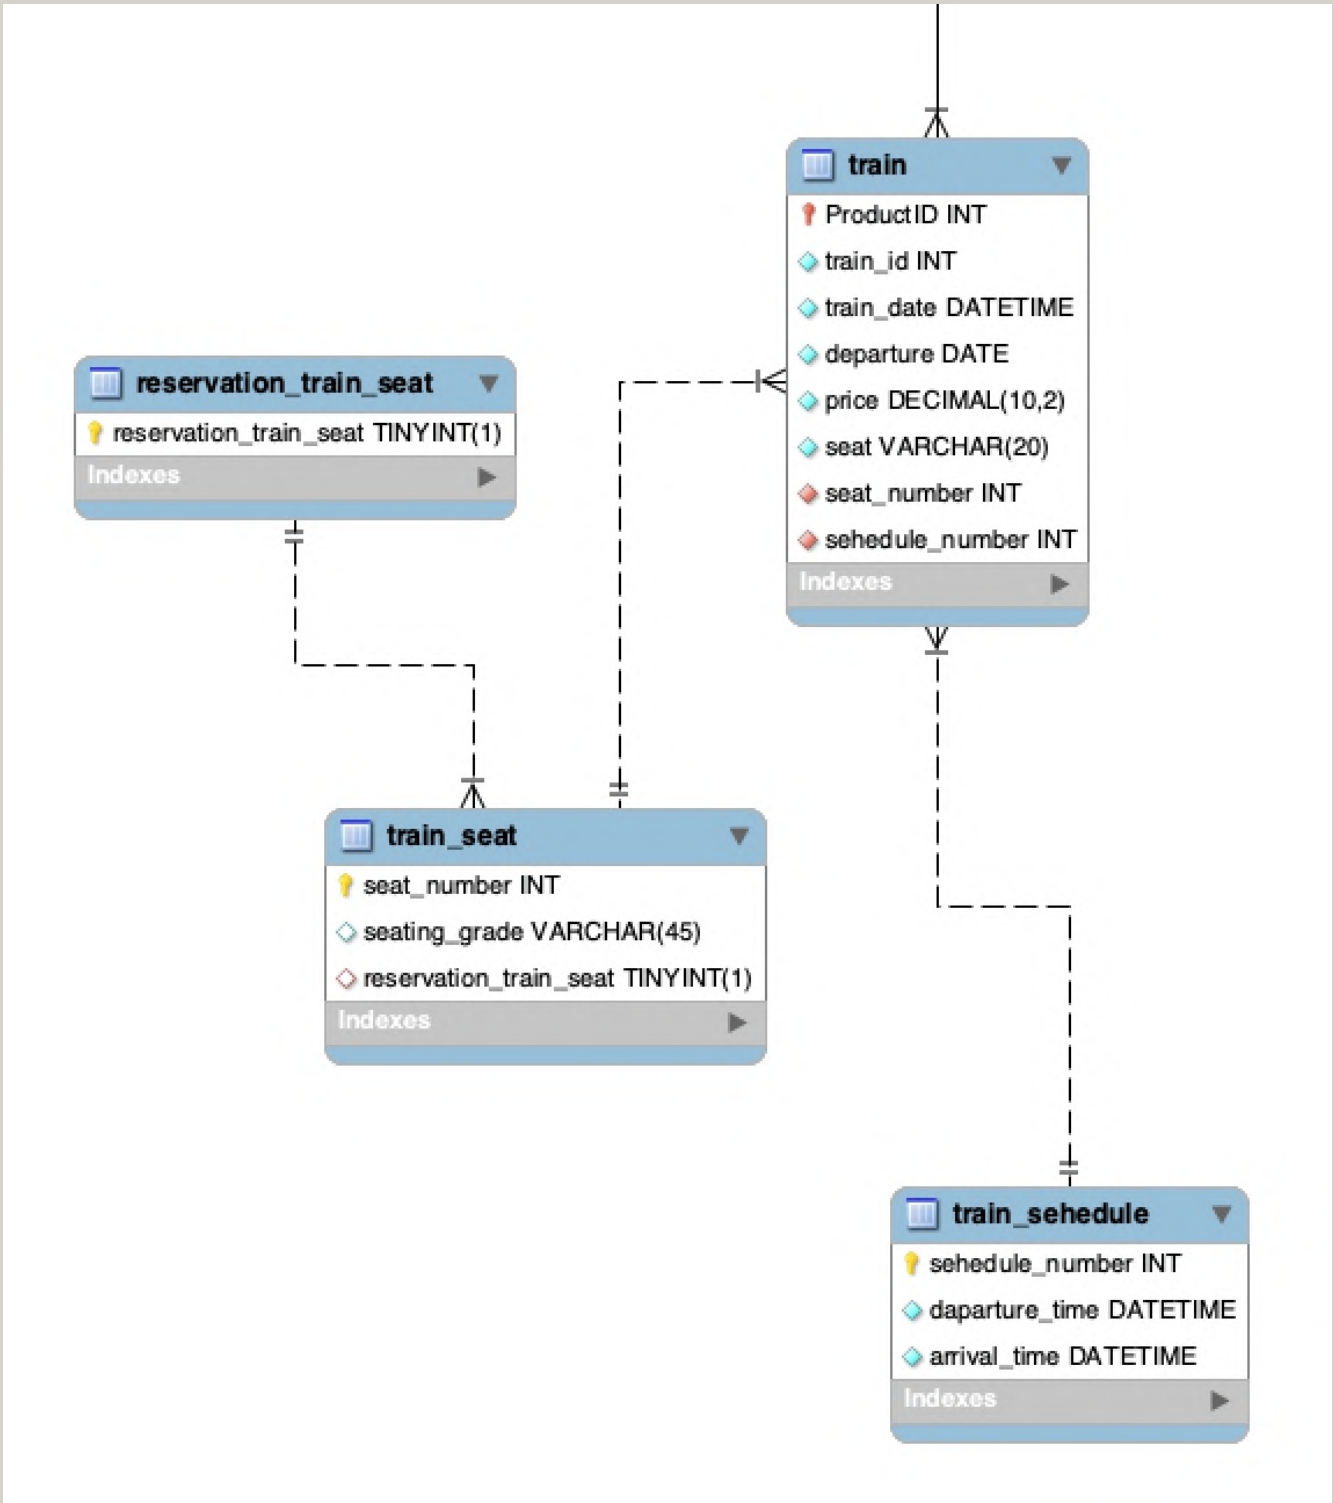 train
ProductID INT
train_id INT
train_date DATETIME
departure DATE
price DECIMAL(10,2)
seat VARCHAR(20)
seat_number INT
sehedule_number INT
Indexes
reservation_train_seat
reservation_train_seat TINYINT(1)
Indexes
train_seat
seat_number INT
seating_grade VARCHAR(45)
reservation_train_seat TINYINT(1)
Indexes
train_sehedule
sehedule_number INT
daparture_time DATETIME
arrival_time DATETIME
Indexes